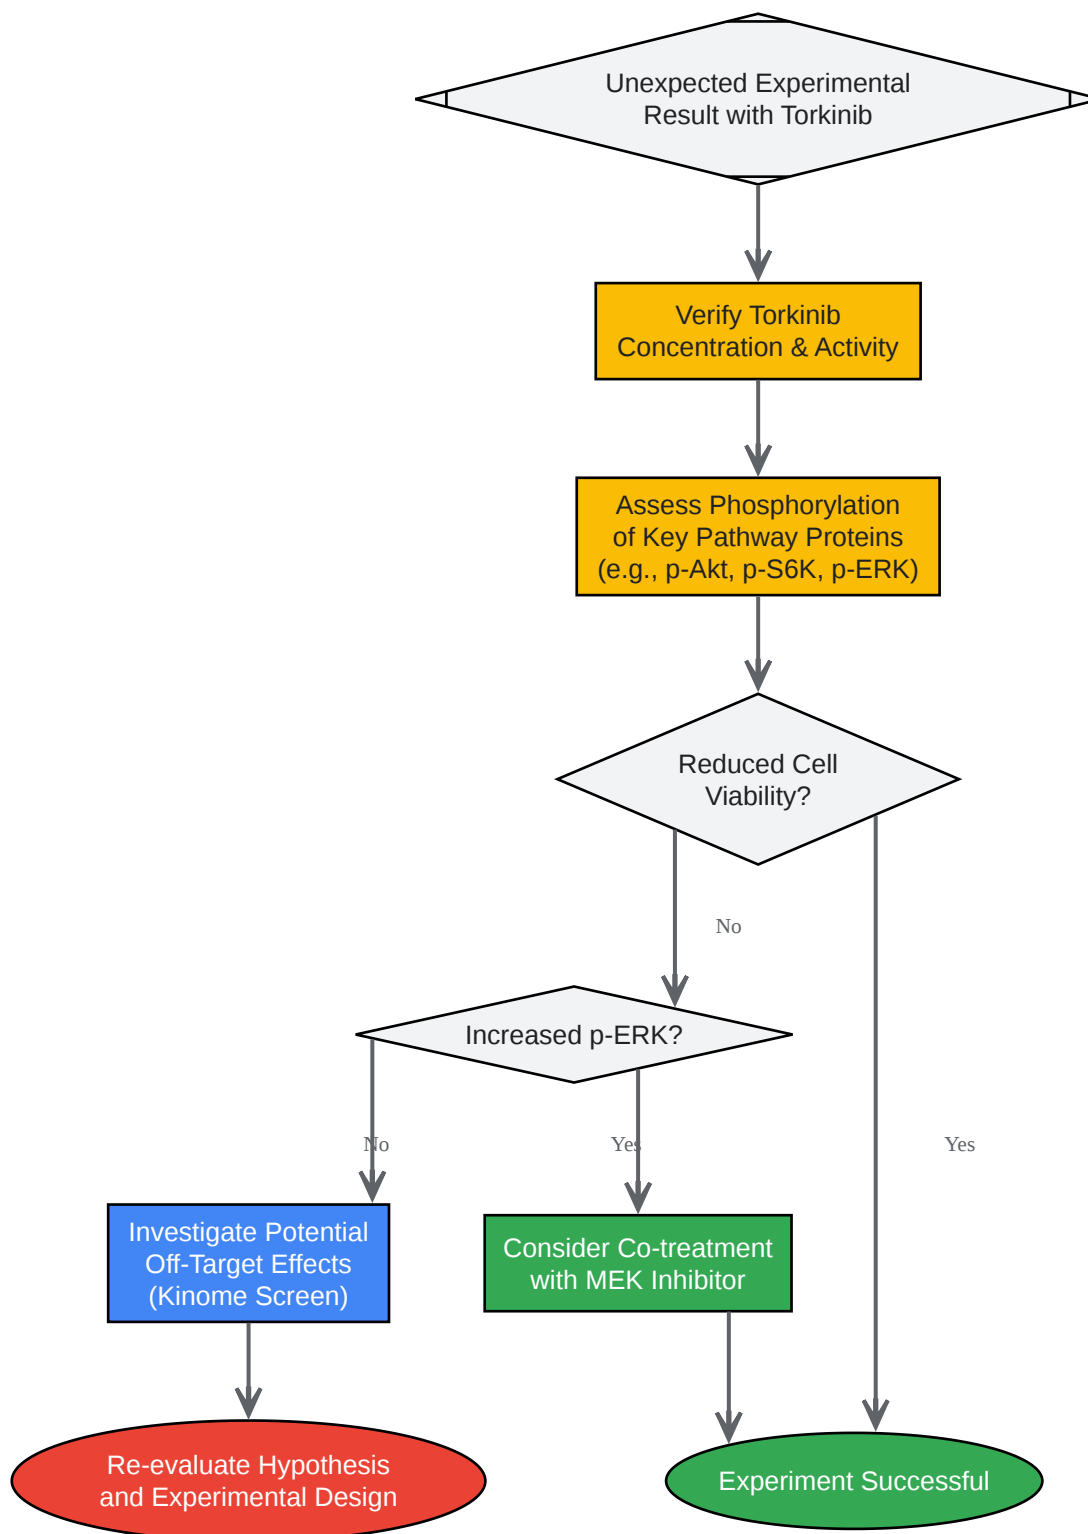 Unexpected Experimental
Result with Torkinib
Verify Torkinib
Concentration & Activity
Assess Phosphorylation
of Key Pathway Proteins
(e.g., p-Akt, p-S6K, p-ERK)
Reduced Cell
Viability?
No
Increased p-ERK?
No
Yes
Yes
Investigate Potential
Off-Target Effects
(Kinome Screen)
Consider Co-treatment
with MEK Inhibitor
Re-evaluate Hypothesis
and Experimental Design
Experiment Successful